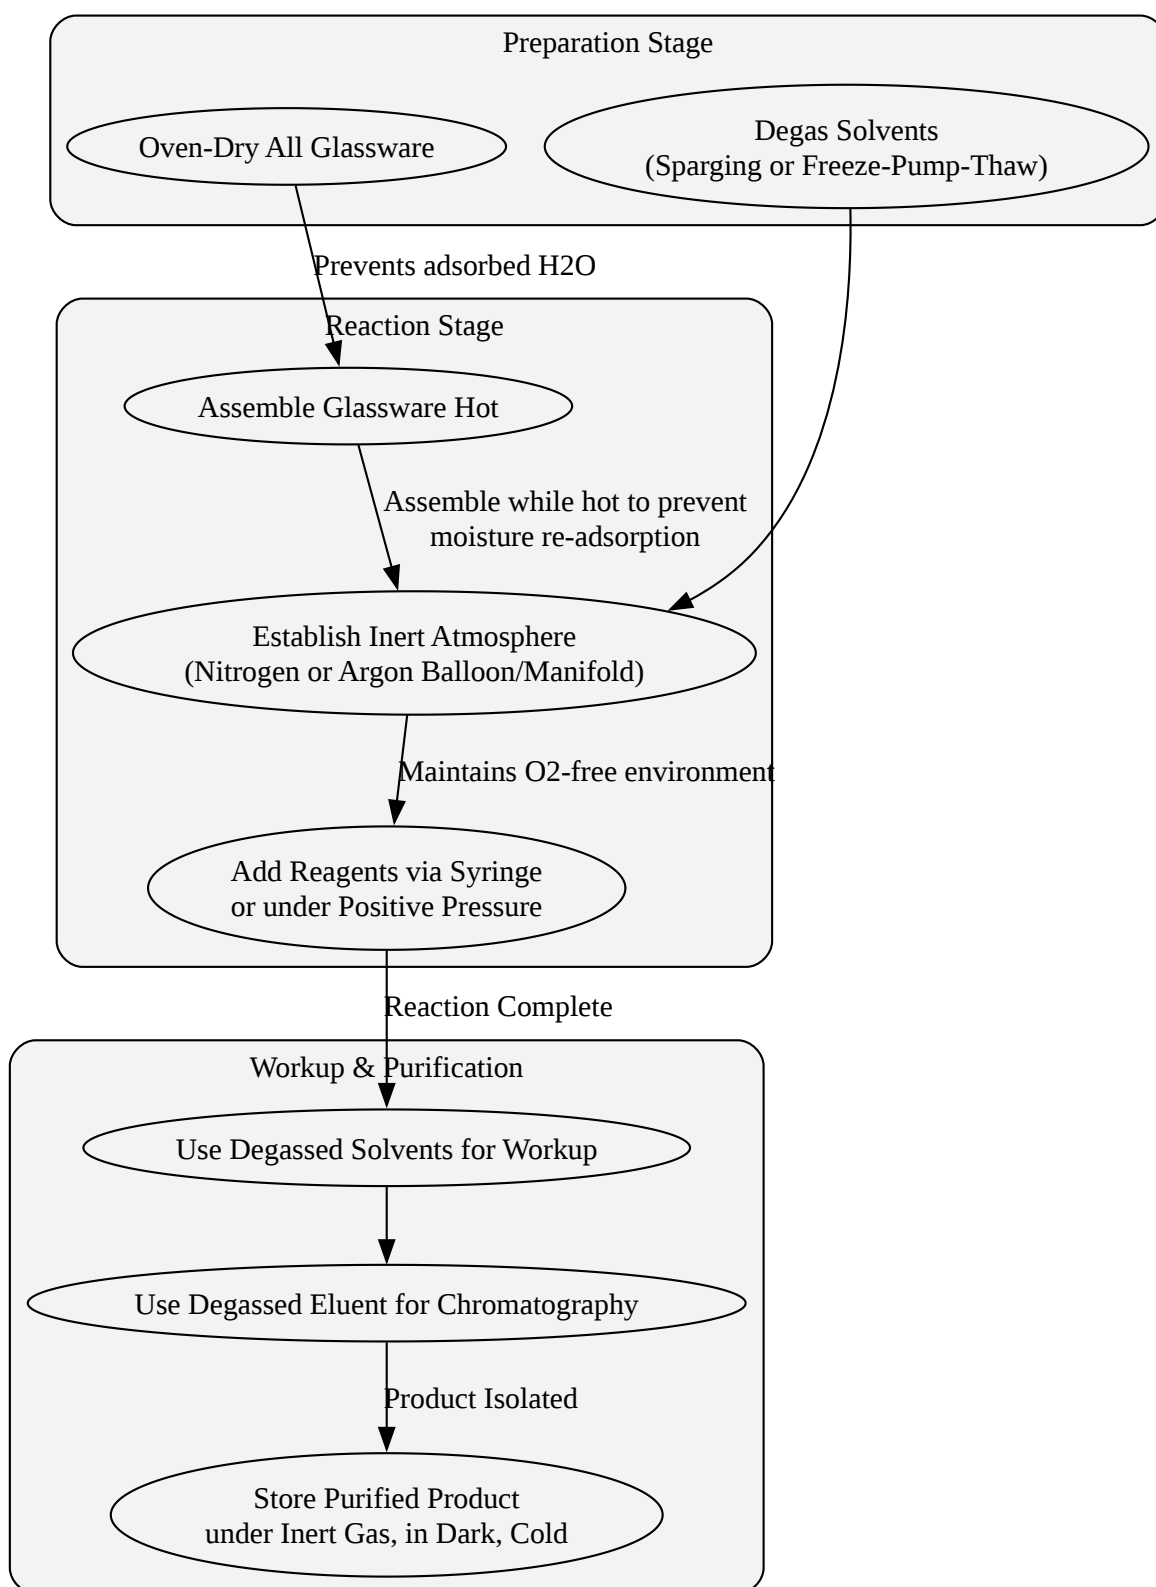 Preparation Stage
Oven-Dry All Glassware
Degas Solvents
(Sparging or Freeze-Pump-Thaw)
Prevents adsorbed H2O
Reaction Stage
Assemble Glassware Hot
Assemble while hot to prevent
moisture re-adsorption
Establish Inert Atmosphere
(Nitrogen or Argon Balloon/Manifold)
Maintains O2-free environment
Add Reagents via Syringe
or under Positive Pressure
Reaction Complete
Workup & Purification
Use Degassed Solvents for Workup
Use Degassed Eluent for Chromatography
Product Isolated
Store Purified Product
under Inert Gas, in Dark, Cold